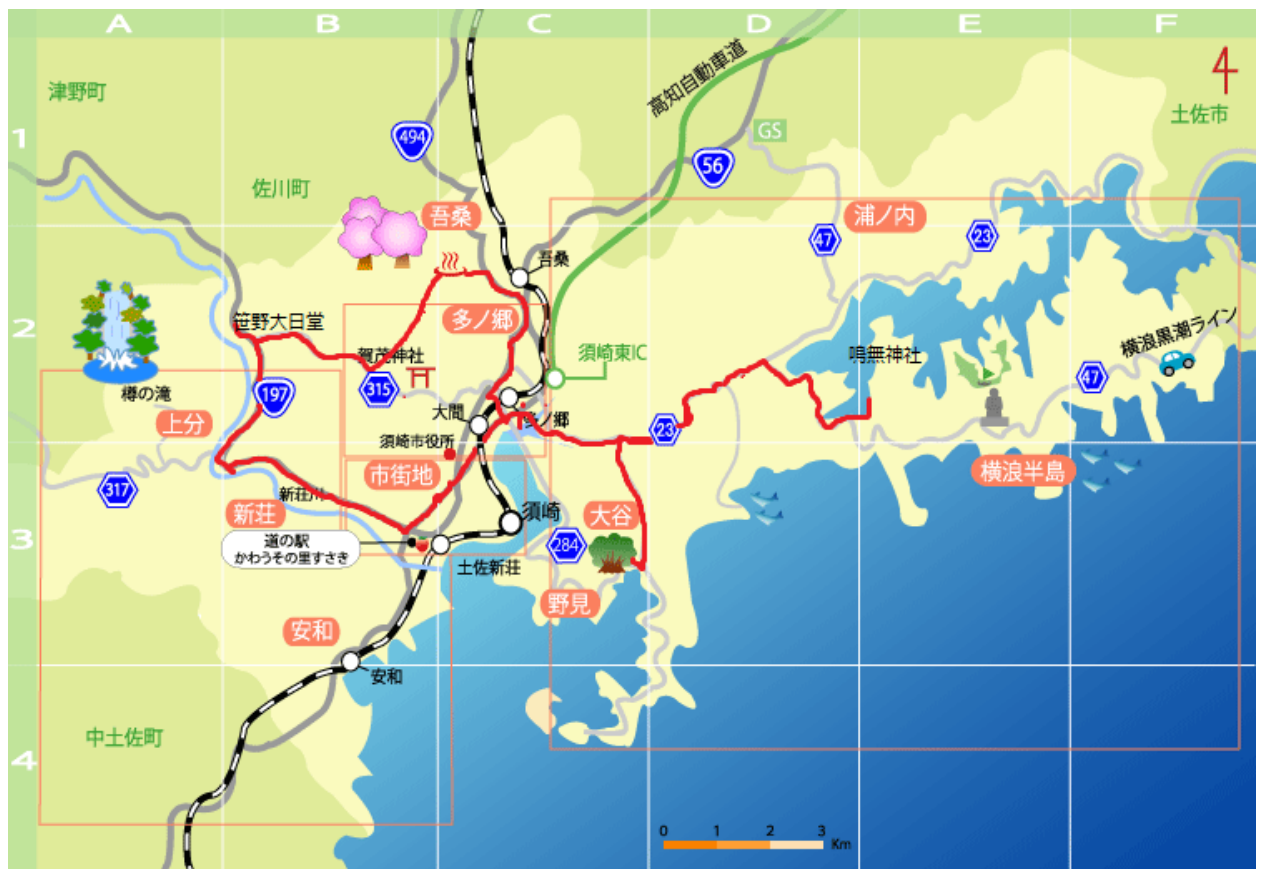 A B C D E F
1
2
3
4
津野町
高知自動車道
GS
土佐市
494
56
佐川町
吾桑
浦ノ内
47
23
吾桑
笹野大日堂
多ノ郷
横浪黒潮ライン
賀茂神社
須崎東IC
鳴無神社
樽の滝
197
315
47
上分
大間
多ノ郷
須崎市役所
23
市街地
横浪半島
317
新荘川
新荘
須崎
大谷
道の駅
かわうその里すさき
284
土佐新荘
野見
安和
安和
中土佐町
0 1 2 3
Km